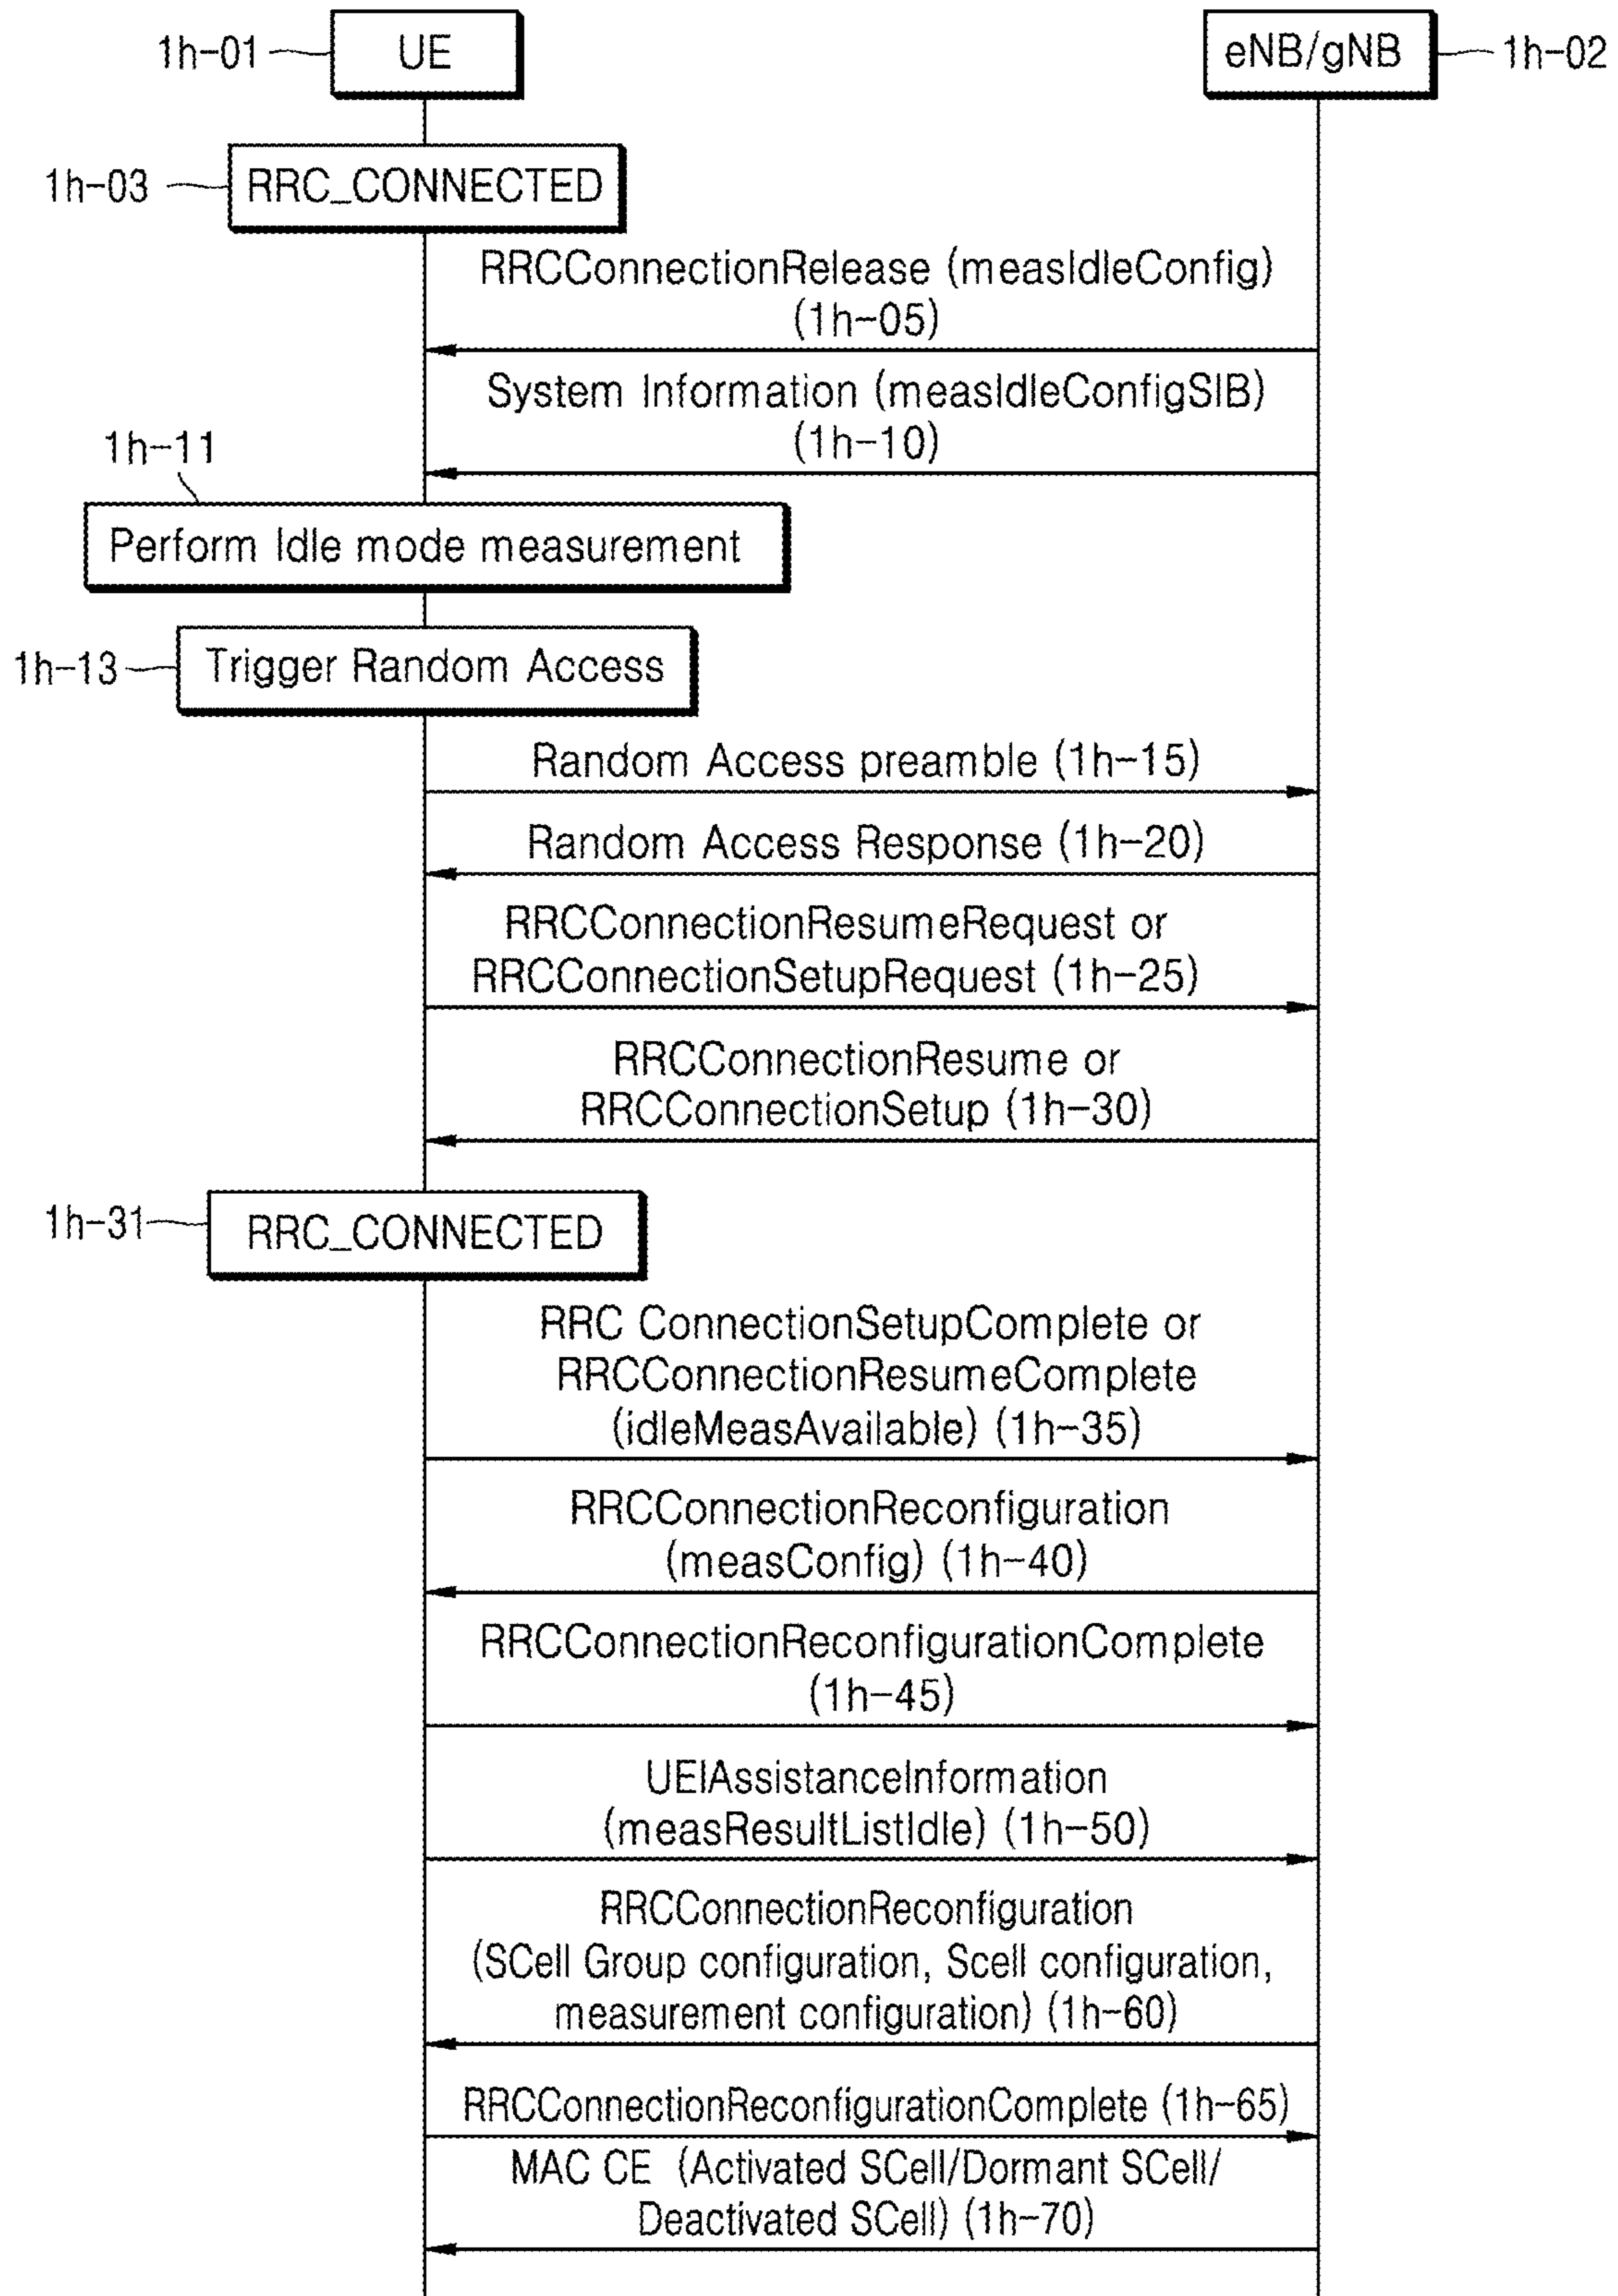 1h-01
UE
eNB/gNB
1h-02
1h-03
RRC_CONNECTED
RRCConnectionRelease (measIdleConfig)
(1h-05)
System Information (measIdleConfigSIB)
(1h-10)
1h-11
Perform Idle mode measurement
1h-13
Trigger Random Access
Random Access preamble (1h-15)
Random Access Response (1h-20)
RRCConnectionResumeRequest or
RRCConnectionSetupRequest (1h-25)
RRCConnectionResume or
RRCConnectionSetup (1h-30)
1h-31
RRC_CONNECTED
RRC ConnectionSetupComplete or
RRCConnectionResumeComplete
(idleMeasAvailable) (1h-35)
RRCConnectionReconfiguration
(measConfig) (1h-40)
RRCConnectionReconfigurationComplete
(1h-45)
UEIAssistanceInformation
(measResultListIdle) (1h-50)
RRCConnectionReconfiguration
(SCell Group configuration, Scell configuration,
measurement configuration) (1h-60)
RRCConnectionReconfigurationComplete (1h-65)
MAC CE (Activated SCell/Dormant SCell/
Deactivated SCell) (1h-70)